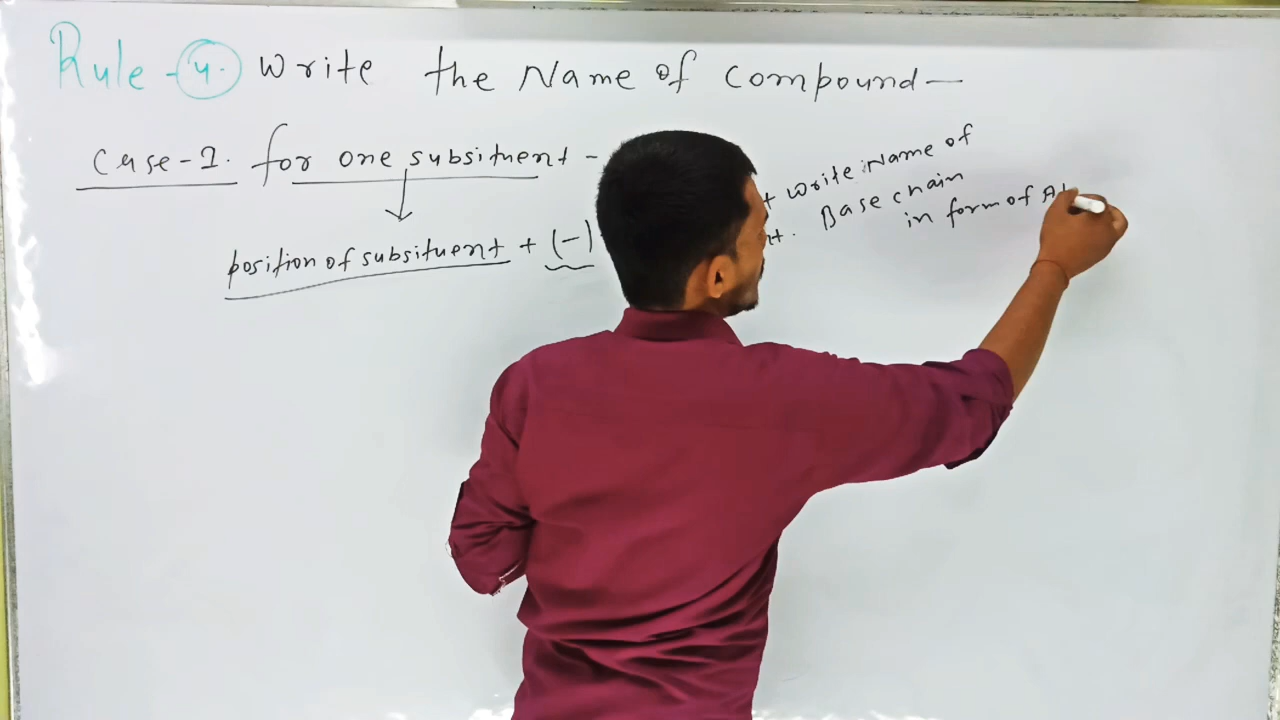 Rule - 4. Write the Name of compound —
Case-1. for one subsituent -
position of subsituent + (-)
+ write Name of
Base chain
in form of